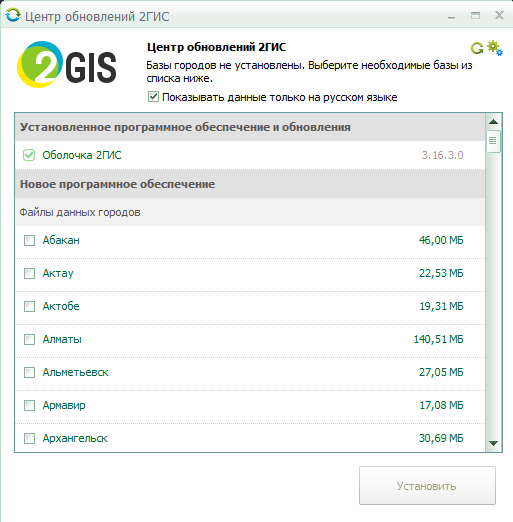 Центр обновлений 2ГИС
2GIS
Центр обновлений 2ГИС
Базы городов не установлены. Выберите необходимые базы из
списка ниже.
Показывать данные только на русском языке
Установленное программное обеспечение и обновления
Оболочка 2ГИС 3.16.3.0
Новое программное обеспечение
Файлы данных городов
Абакан 46,00 МБ
Актау 22,53 МБ
Актобе 19,31 МБ
Алматы 140,51 МБ
Альметьевск 27,05 МБ
Армавир 17,08 МБ
Архангельск 30,69 МБ
Установить